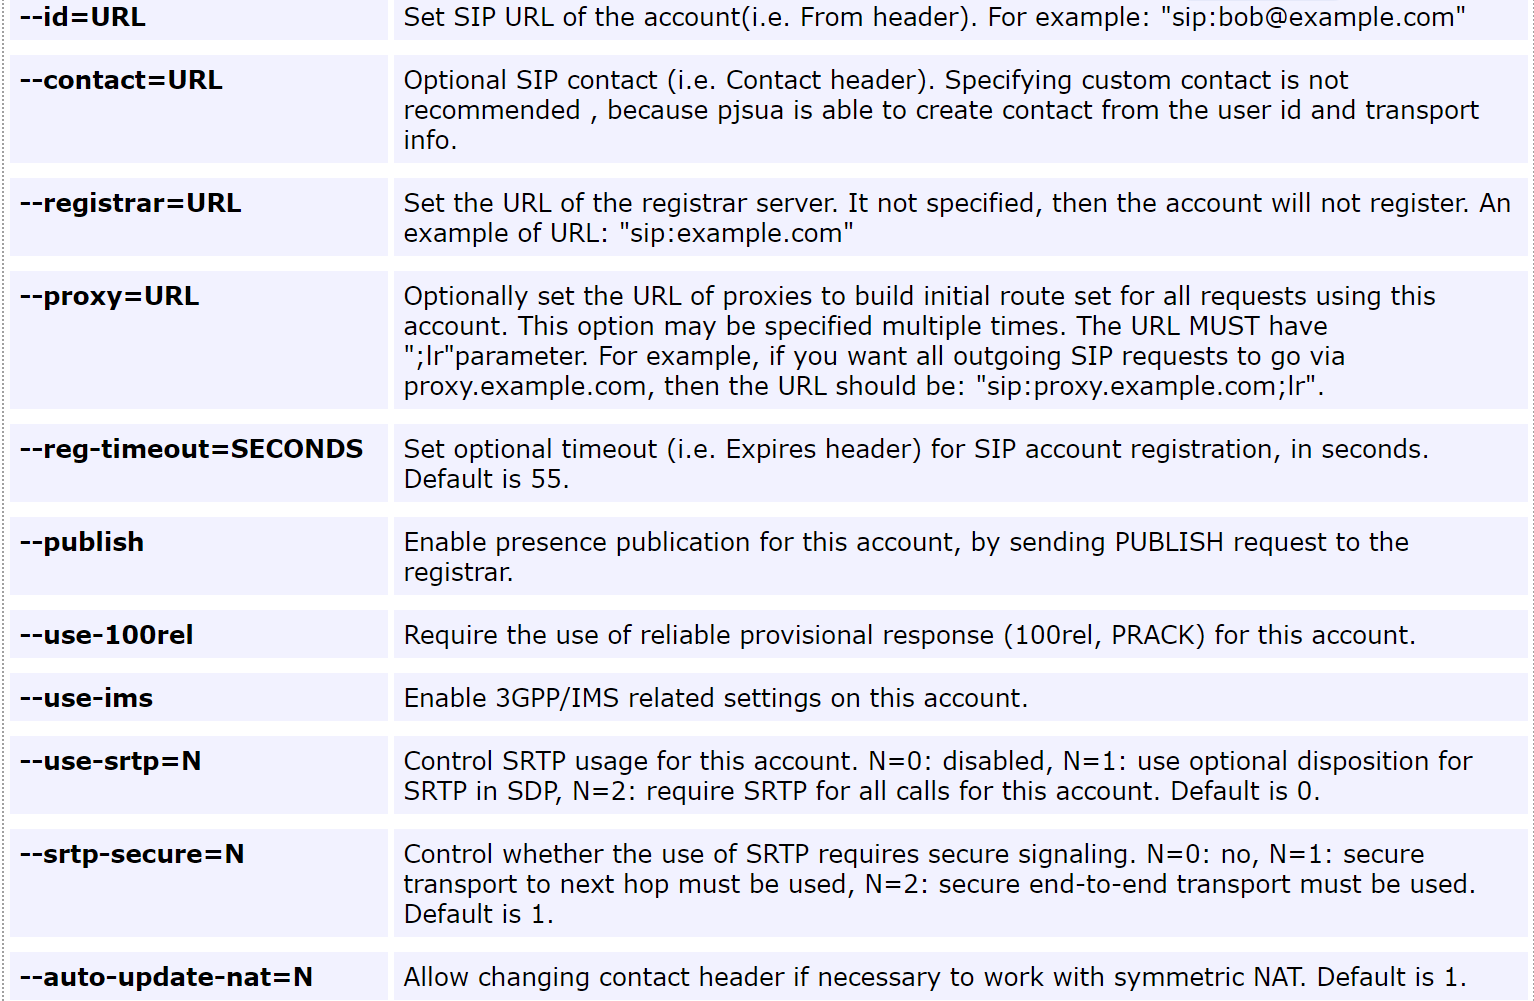 --id=URL
Set SIP URL of the account(i.e. From header). For example: "sip:bob@example.com"
--contact=URL
Optional SIP contact (i.e. Contact header). Specifying custom contact is not
recommended , because pjsua is able to create contact from the user id and transport
info.
--registrar=URL
Set the URL of the registrar server. It not specified, then the account will not register. An
example of URL: "sip:example.com"
--proxy=URL
Optionally set the URL of proxies to build initial route set for all requests using this
account. This option may be specified multiple times. The URL MUST have
";lr"parameter. For example, if you want all outgoing SIP requests to go via
proxy.example.com, then the URL should be: "sip:proxy.example.com;lr".
--reg-timeout=SECONDS
Set optional timeout (i.e. Expires header) for SIP account registration, in seconds.
Default is 55.
--publish
Enable presence publication for this account, by sending PUBLISH request to the
registrar.
--use-100rel
Require the use of reliable provisional response (100rel, PRACK) for this account.
--use-ims
Enable 3GPP/IMS related settings on this account.
--use-srtp=N
Control SRTP usage for this account. N=0: disabled, N=1: use optional disposition for
SRTP in SDP, N=2: require SRTP for all calls for this account. Default is 0.
--srtp-secure=N
Control whether the use of SRTP requires secure signaling. N=0: no, N=1: secure
transport to next hop must be used, N=2: secure end-to-end transport must be used.
Default is 1.
--auto-update-nat=N
Allow changing contact header if necessary to work with symmetric NAT. Default is 1.